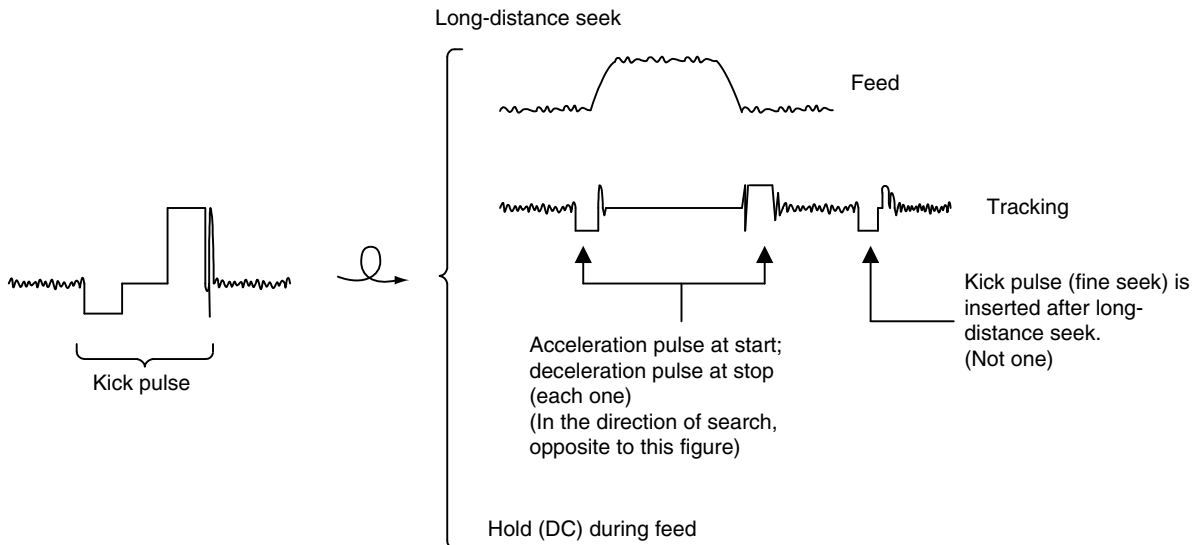 Long-distance seek
Feed
Tracking
Kick pulse
Acceleration pulse at start;
deceleration pulse at stop
(each one)
(In the direction of search,
opposite to this figure)
Kick pulse (fine seek) is
inserted after long-
distance seek.
(Not one)
Hold (DC) during feed